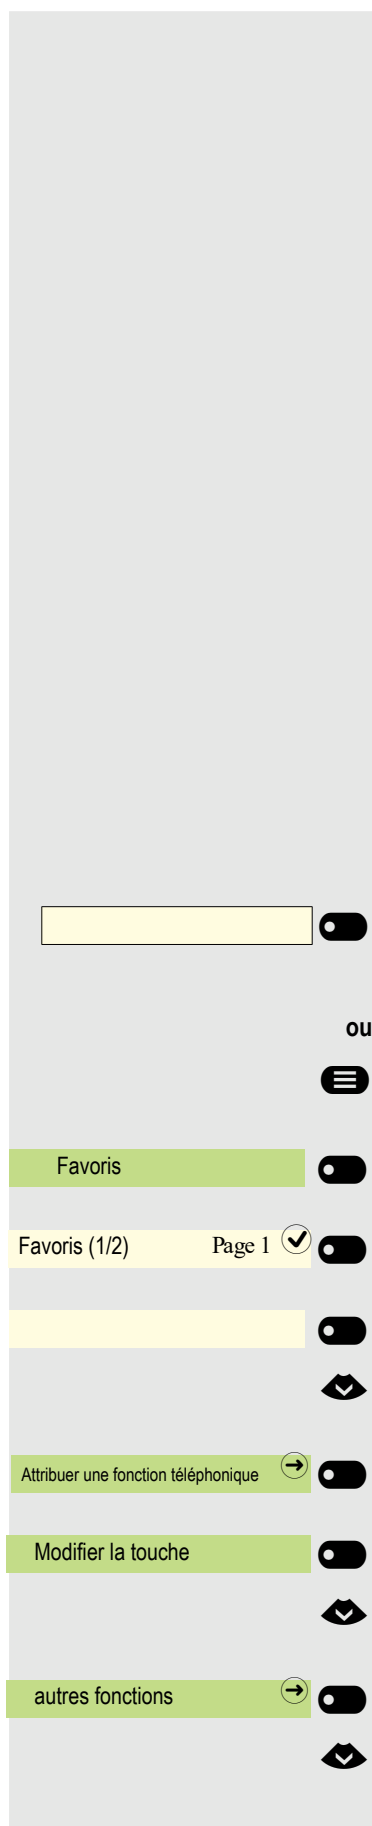 ou
Favoris
Favoris (1/2) Page 1
Attribuer une fonction téléphonique
Modifier la touche
autres fonctions